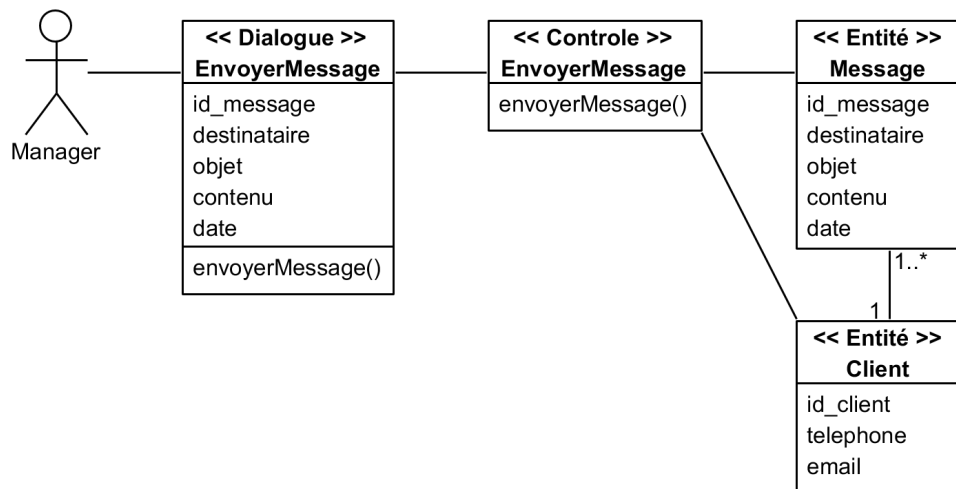 Manager
<< Dialogue >>
EnvoyerMessage
id_message
destinataire
objet
contenu
date
envoyerMessage()
<< Controle >>
EnvoyerMessage
envoyerMessage()
<< Entité >>
Message
id_message
destinataire
objet
contenu
date
1..*
1
<< Entité >>
Client
id_client
telephone
email